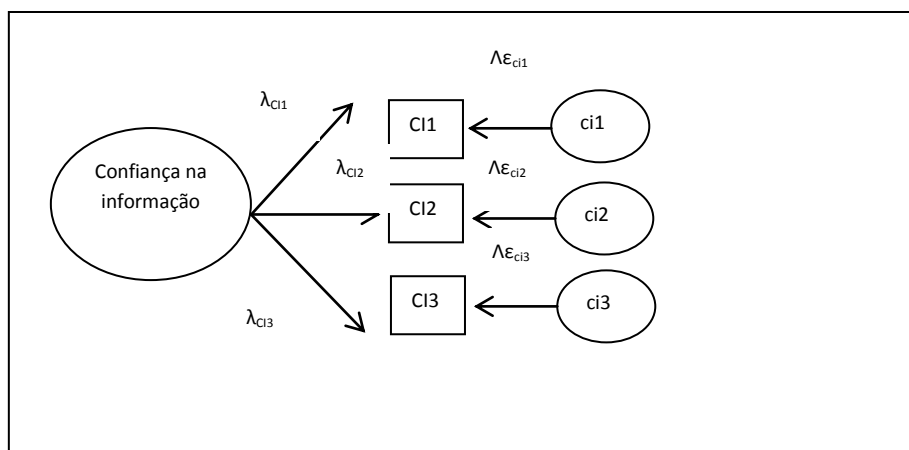 Λε_ci1
λ_CI1
CI1
ci1
Confiança na
informação
λ_CI2
Λε_ci2
CI2
ci2
Λε_ci3
CI3
ci3
λ_CI3